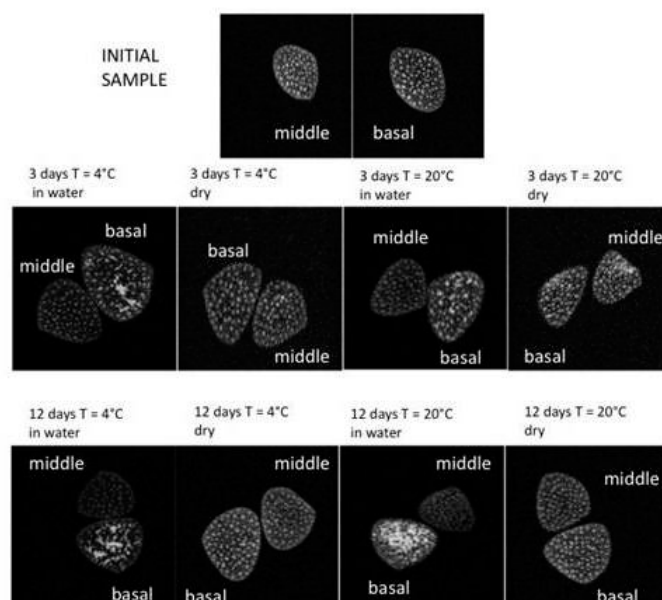 INITIAL
SAMPLE
middle
basal
3 days T = 4°C
in water
3 days T = 4°C
dry
3 days T = 20°C
in water
3 days T = 20°C
dry
basal
middle
basal
middle
middle
basal
middle
basal
12 days T = 4°C
in water
12 days T = 4°C
dry
12 days T = 20°C
in water
12 days T = 20°C
dry
middle
basal
middle
basal
middle
basal
middle
basal